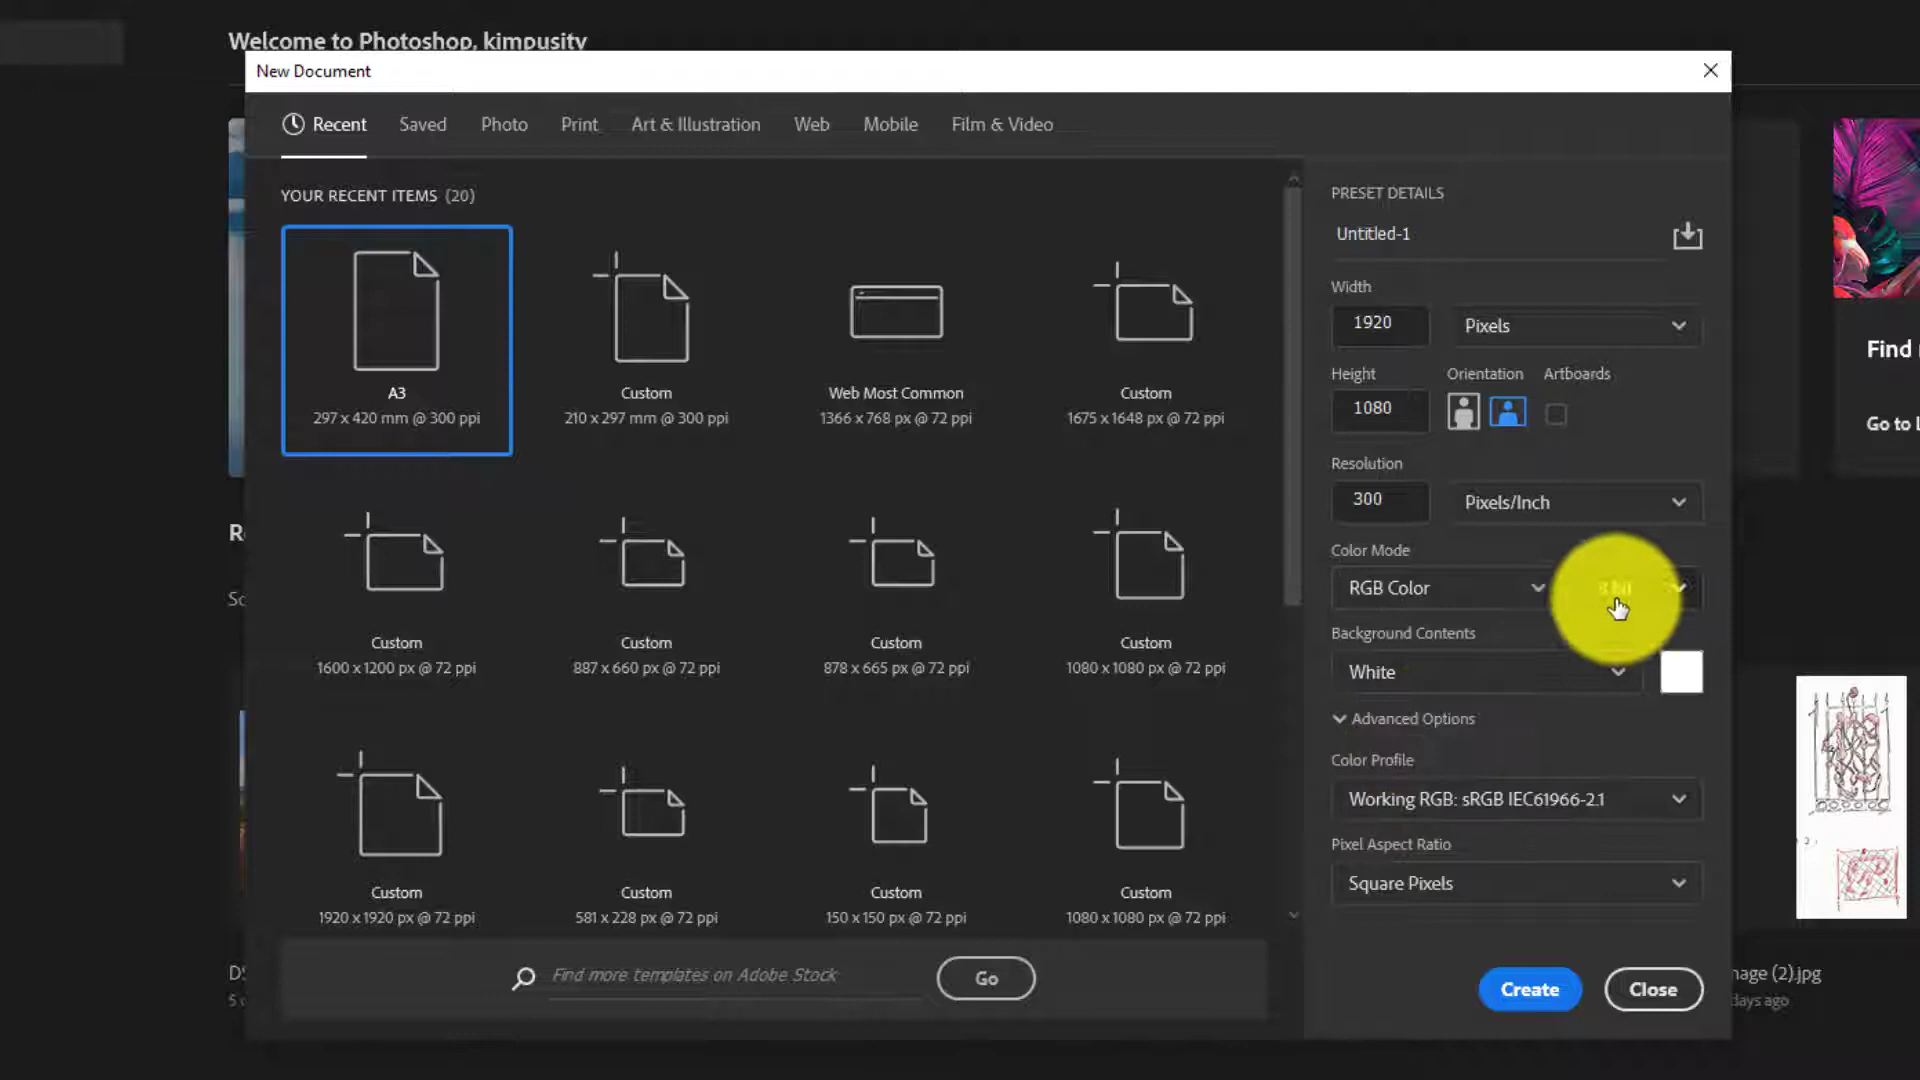 Welcome to Photoshop, kimpusity
New Document
Recent Saved Photo Print Art & Illustration Web Mobile Film & Video
YOUR RECENT ITEMS (20)
A3
297 x 420 mm @ 300 ppi
Custom
210 x 297 mm @ 300 ppi
Web Most Common
1366 x 768 px @ 72 ppi
Custom
1675 x 1648 px @ 72 ppi
Custom
1600 x 1200 px @ 72 ppi
Custom
887 x 660 px @ 72 ppi
Custom
878 x 665 px @ 72 ppi
Custom
1080 x 1080 px @ 72 ppi
Custom
1920 x 1920 px @ 72 ppi
Custom
581 x 228 px @ 72 ppi
Custom
150 x 150 px @ 72 ppi
Custom
1080 x 1080 px @ 72 ppi
Find more templates on Adobe Stock
Go
PRESET DETAILS
Untitled-1
Width
1920 Pixels
Height Orientation Artboards
1080
Resolution
300 Pixels/Inch
Color Mode
RGB Color 8 bit
Background Contents
White
Advanced Options
Color Profile
Working RGB: sRGB IEC61966-2.1
Pixel Aspect Ratio
Square Pixels
Create Close
Find
Go to
nage (2).jpg
days ago